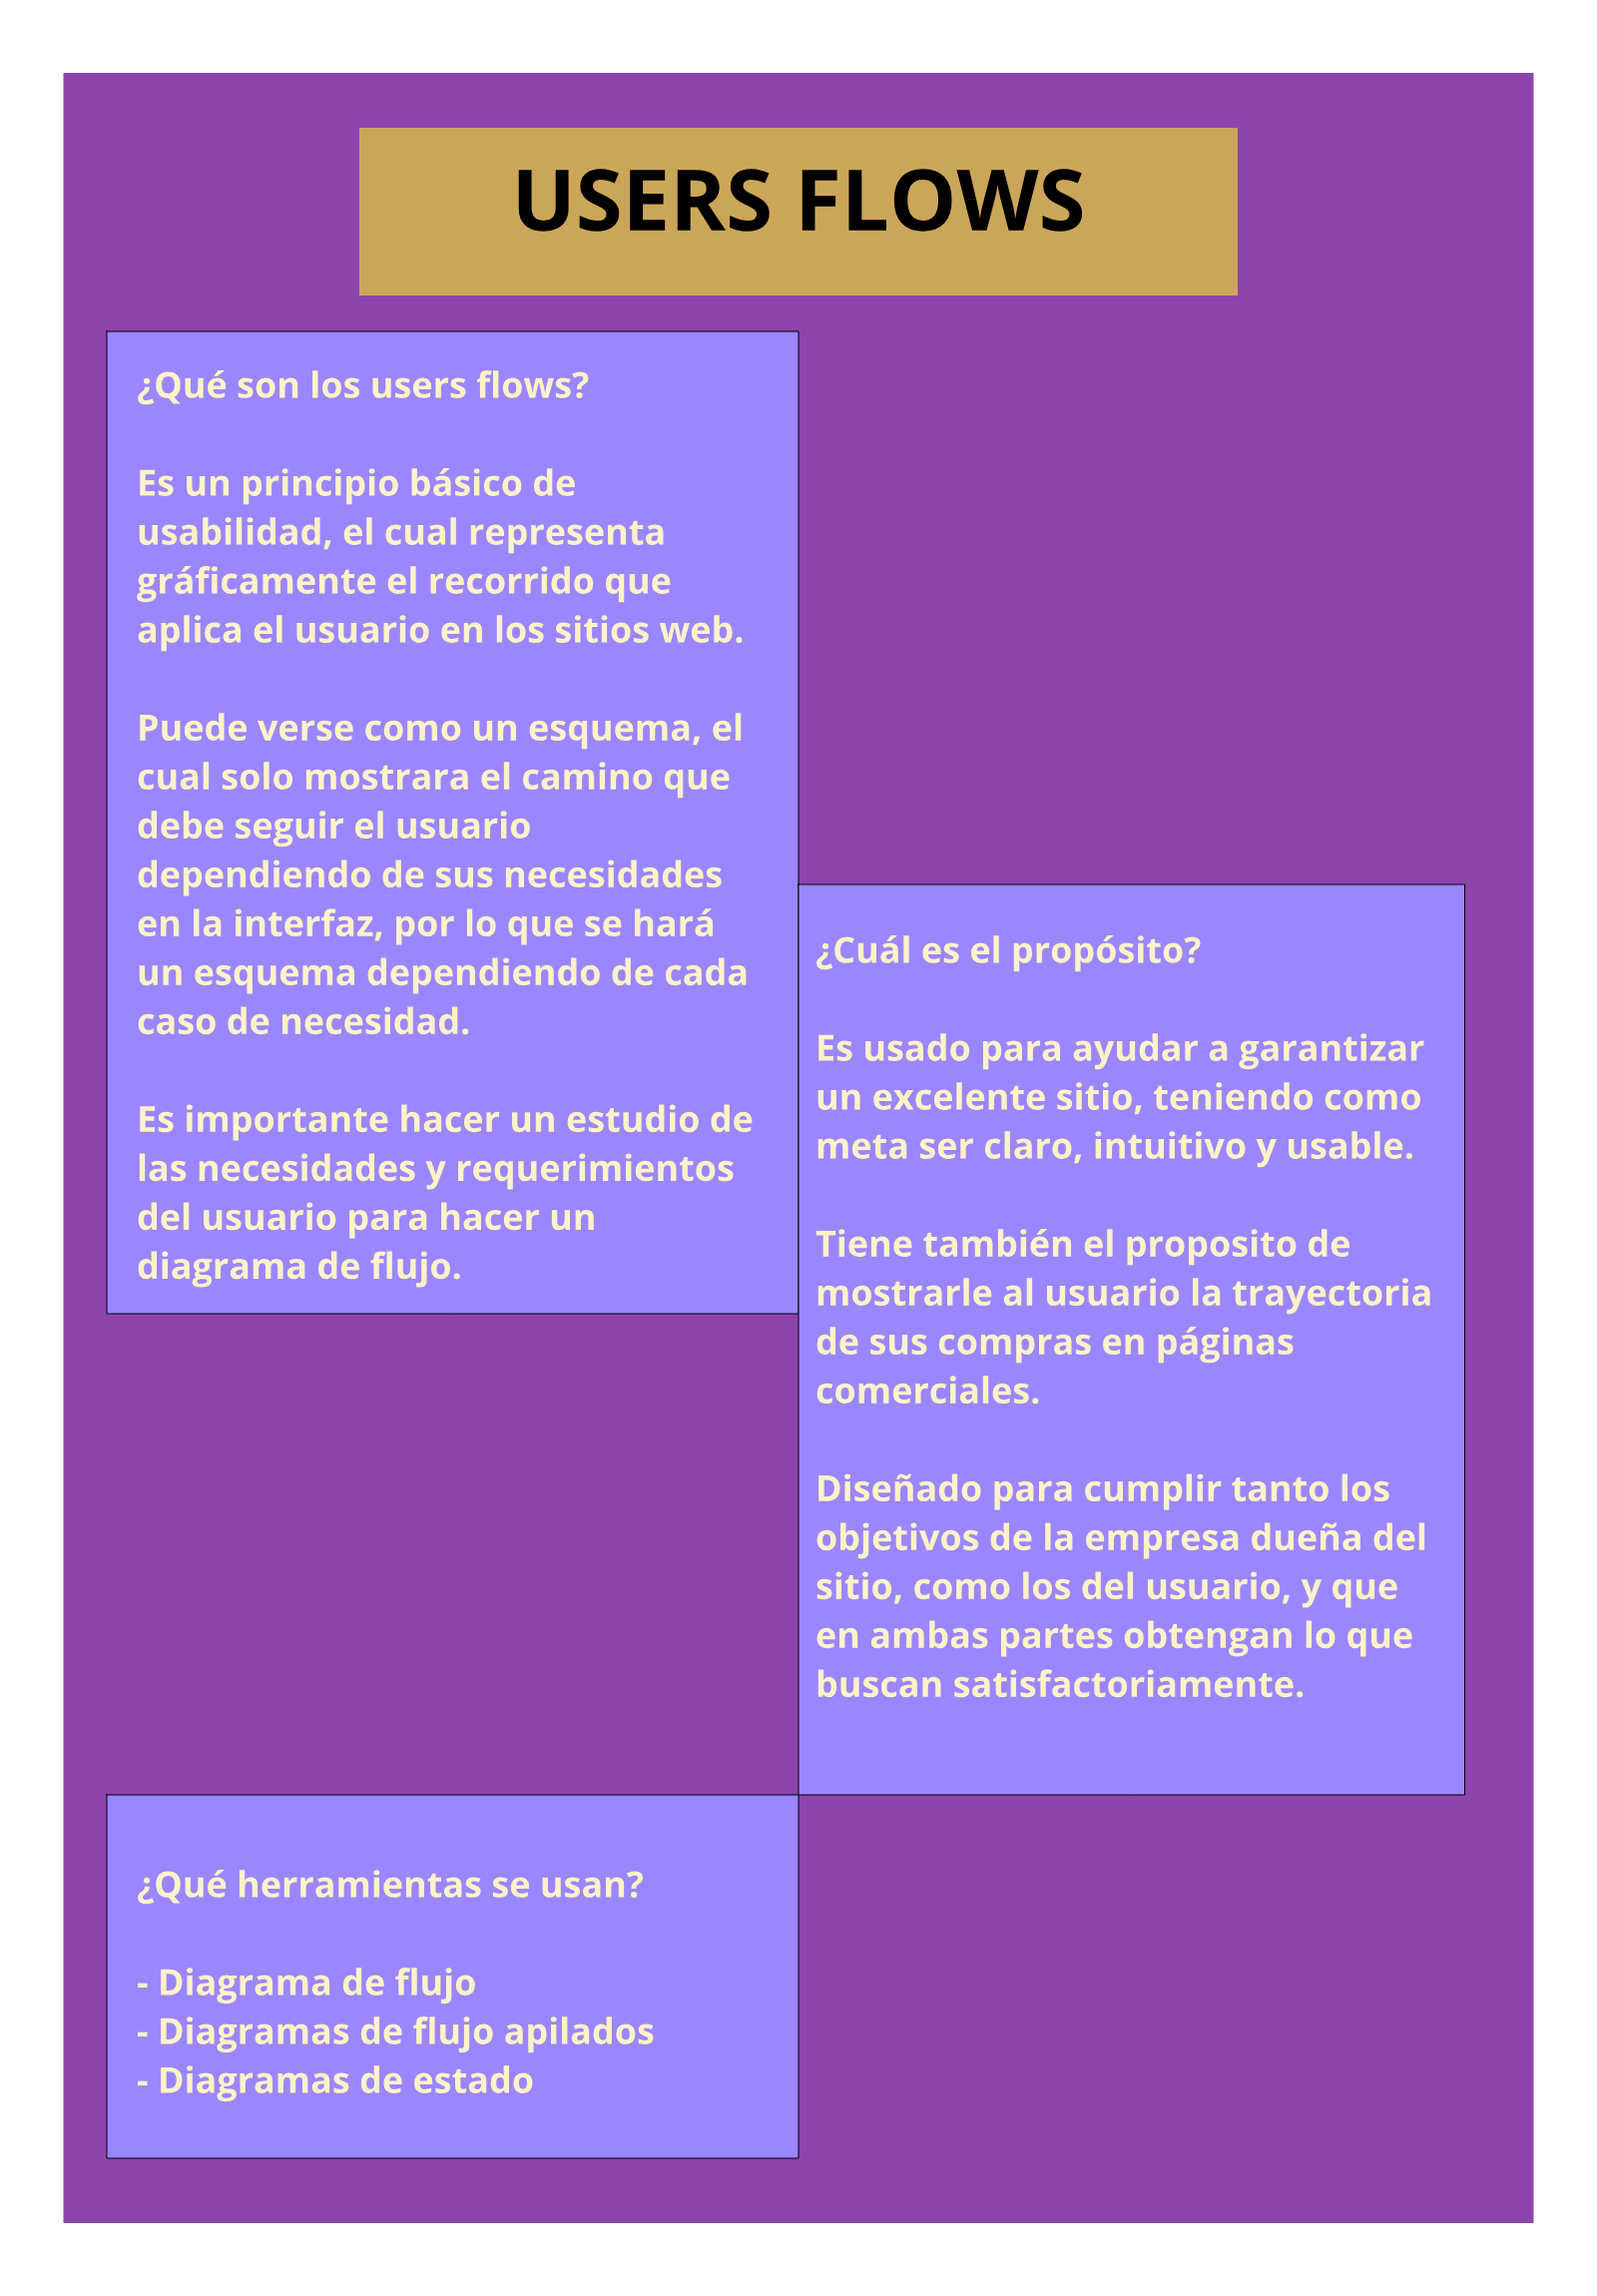 USERS FLOWS
¿Qué son los users flows?
Es un principio básico de
usabilidad, el cual representa
gráficamente el recorrido que
aplica el usuario en los sitios web.
Puede verse como un esquema, el
cual solo mostrara el camino que
debe seguir el usuario
dependiendo de sus necesidades
en la interfaz, por lo que se hará
un esquema dependiendo de cada
caso de necesidad.
Es importante hacer un estudio de
las necesidades y requerimientos
del usuario para hacer un
diagrama de flujo.
¿Cuál es el propósito?
Es usado para ayudar a garantizar
un excelente sitio, teniendo como
meta ser claro, intuitivo y usable.
Tiene también el proposito de
mostrarle al usuario la trayectoria
de sus compras en páginas
comerciales.
Diseñado para cumplir tanto los
objetivos de la empresa dueña del
sitio, como los del usuario, y que
en ambas partes obtengan lo que
buscan satisfactoriamente.
¿Qué herramientas se usan?
- Diagrama de flujo
- Diagramas de flujo apilados
- Diagramas de estado